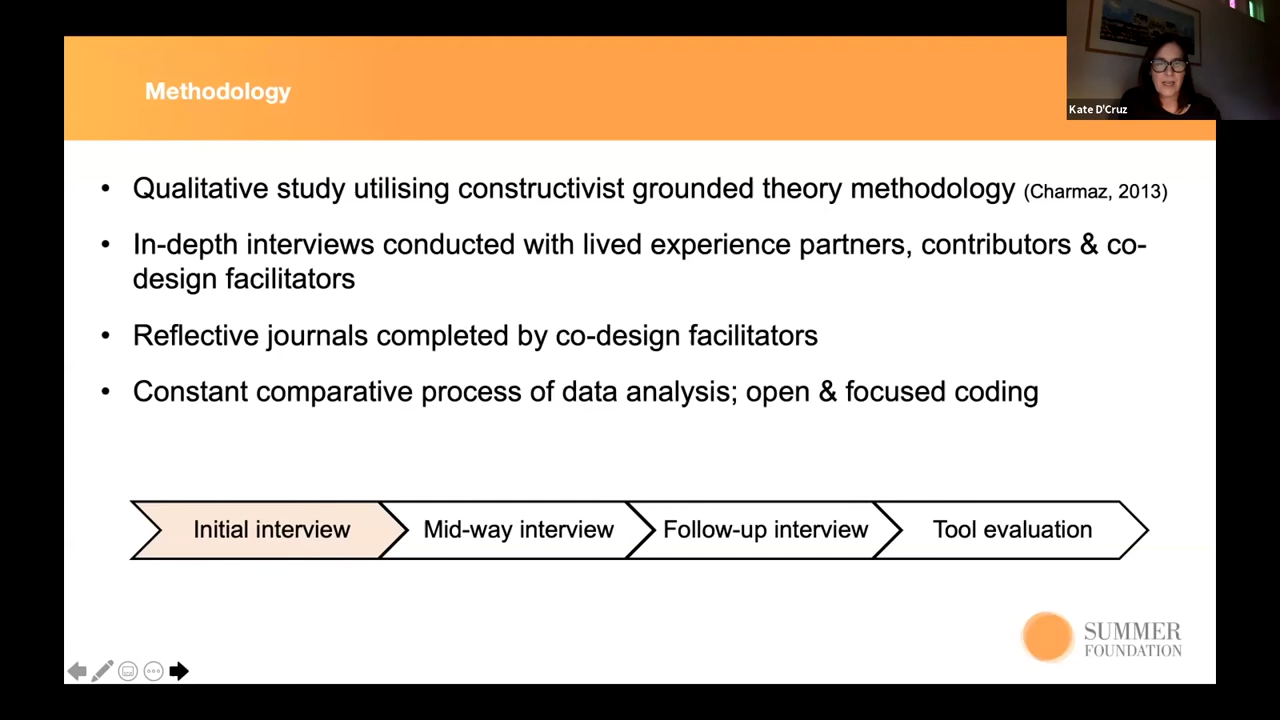 Methodology
Kate D'Cruz
• Qualitative study utilising constructivist grounded theory methodology (Charmaz, 2013)
• In-depth interviews conducted with lived experience partners, contributors & co-
design facilitators
• Reflective journals completed by co-design facilitators
• Constant comparative process of data analysis; open & focused coding
Initial interview
Mid-way interview
Follow-up interview
Tool evaluation
SUMMER
FOUNDATION